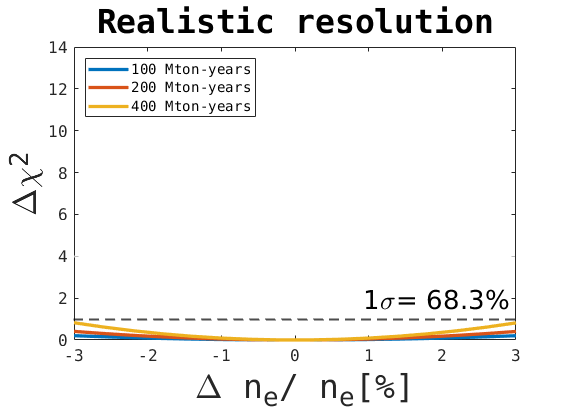 Realistic resolution
14
12
10
8
6
4
2
0
Δχ²
100 Mton-years
200 Mton-years
400 Mton-years
1σ= 68.3%
-3 -2 -1 0 1 2 3
Δ nₑ/ nₑ[%]